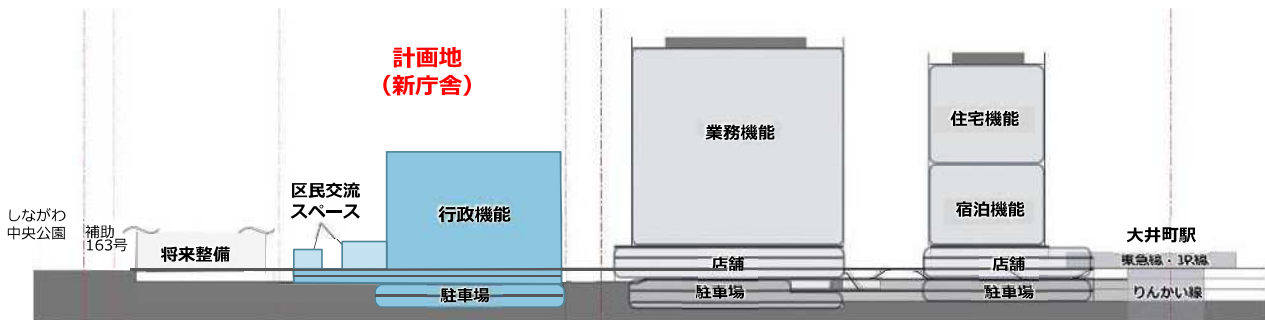 計画地
（新庁舎）
業務機能
住宅機能
区民交流
スペース
行政機能
宿泊機能
しながわ
中央公園
補助
163号
将来整備
大井町駅
店舗
店舗
東急線・JR線
駐車場
駐車場
駐車場
りんかい線